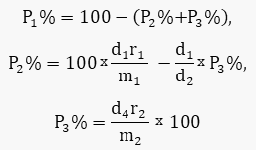 P₁% = 100 − (P₂%+P₃%),
P₂% = 100 x d₁r₁/m₁ − d₁/d₂ x P₃%,
P₃% = d₄r₂/m₂ x 100